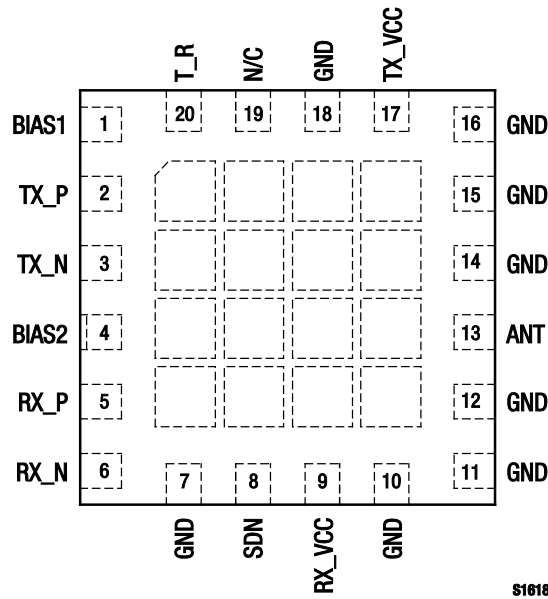 T_R N/C GND TX_VCC
20 19 18 17
BIAS1 1 16 GND
TX_P 2 15 GND
TX_N 3 14 GND
BIAS2 4 13 ANT
RX_P 5 12 GND
RX_N 6 11 GND
7 8 9 10
GND SDN RX_VCC GND
S1618